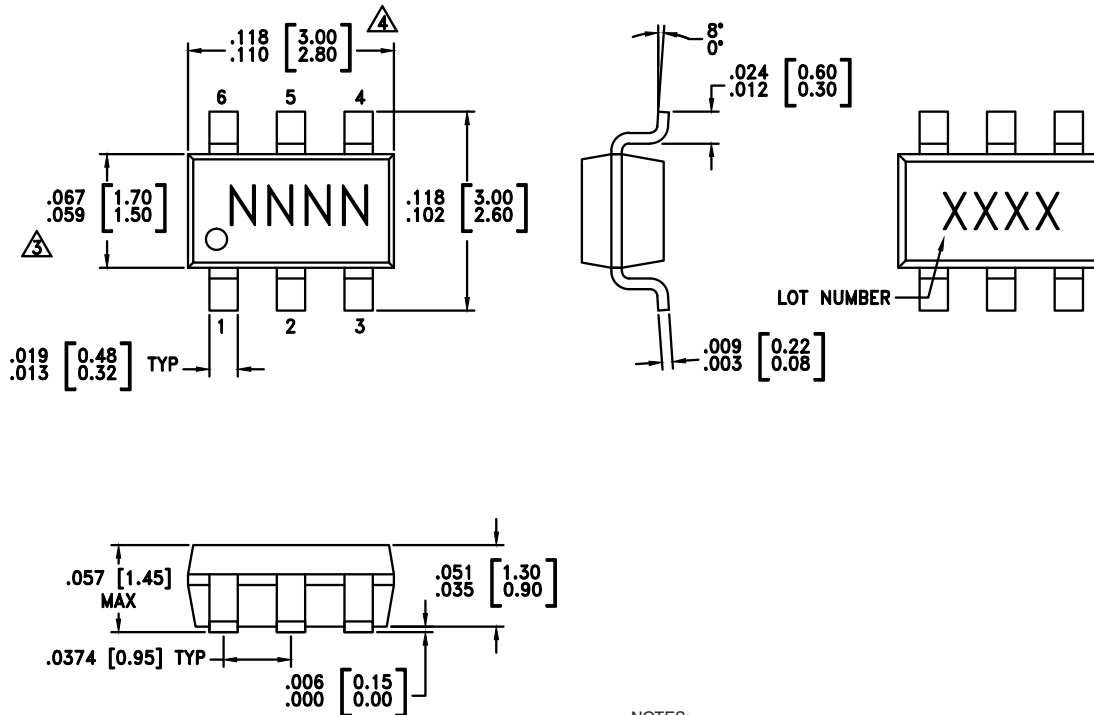 .118 [3.00]
.110 [2.80]
4
6 5 4
.067 [1.70]
.059 [1.50]
NNNN
.118 [3.00]
.102 [2.60]
3
1 2 3
.019 [0.48] TYP
.013 [0.32]
8°
0°
.024 [0.60]
.012 [0.30]
.009 [0.22]
.003 [0.08]
XXXX
LOT NUMBER
.057 [1.45]
MAX
.051 [1.30]
.035 [0.90]
.0374 [0.95] TYP
.006 [0.15]
.000 [0.00]